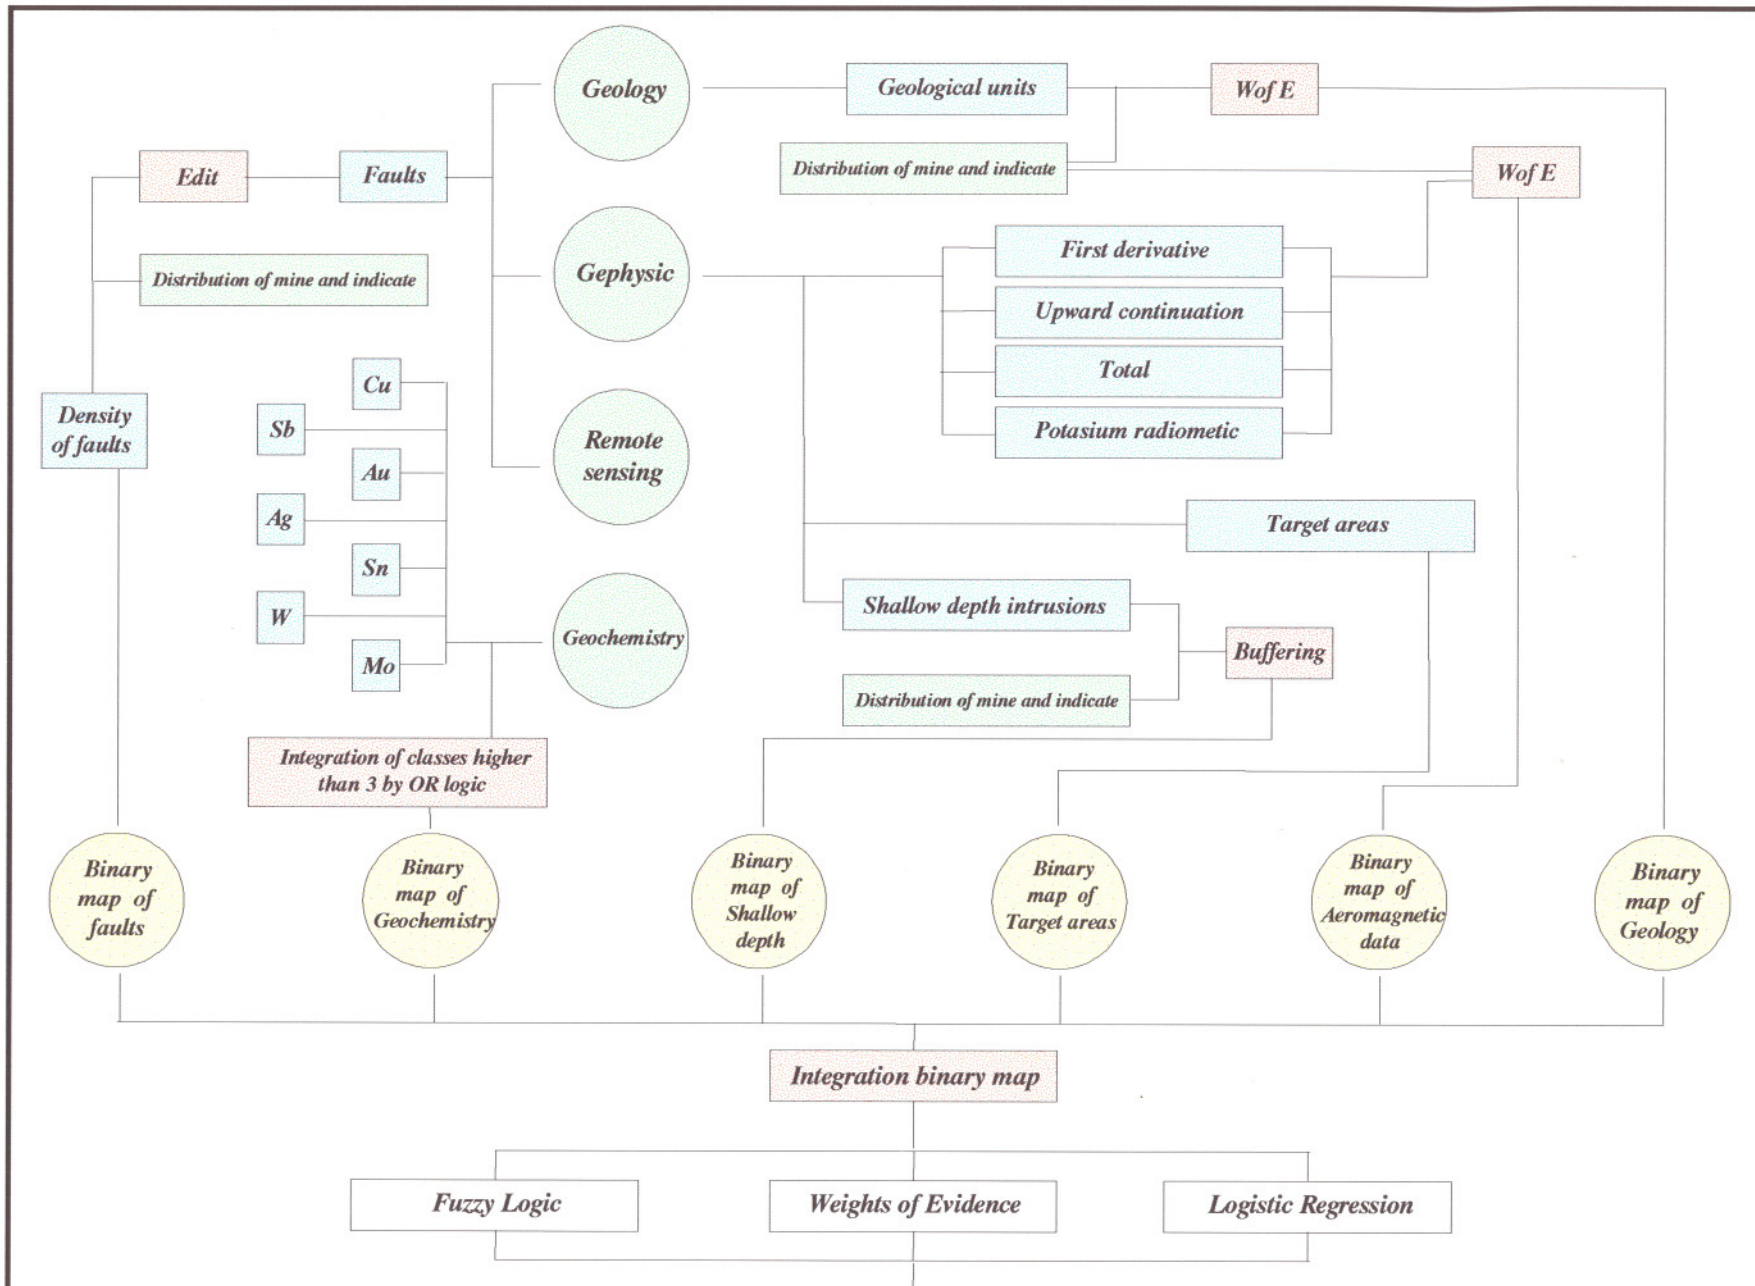 Geology
Geological units
Wof E
Distribution of mine and indicate
Wof E
Edit
Faults
Distribution of mine and indicate
Gephysic
First derivative
Upward continuation
Total
Potasium radiometic
Density
of faults
Cu
Sb
Au
Ag
Sn
W
Mo
Remote
sensing
Target areas
Geochemistry
Shallow depth intrusions
Buffering
Distribution of mine and indicate
Integration of classes higher
than 3 by OR logic
Binary
map of
faults
Binary
map of
Geochemistry
Binary
map of
Shallow
depth
Binary
map of
Target areas
Binary
map of
Aeromagnetic
data
Binary
map of
Geology
Integration binary map
Fuzzy Logic
Weights of Evidence
Logistic Regression